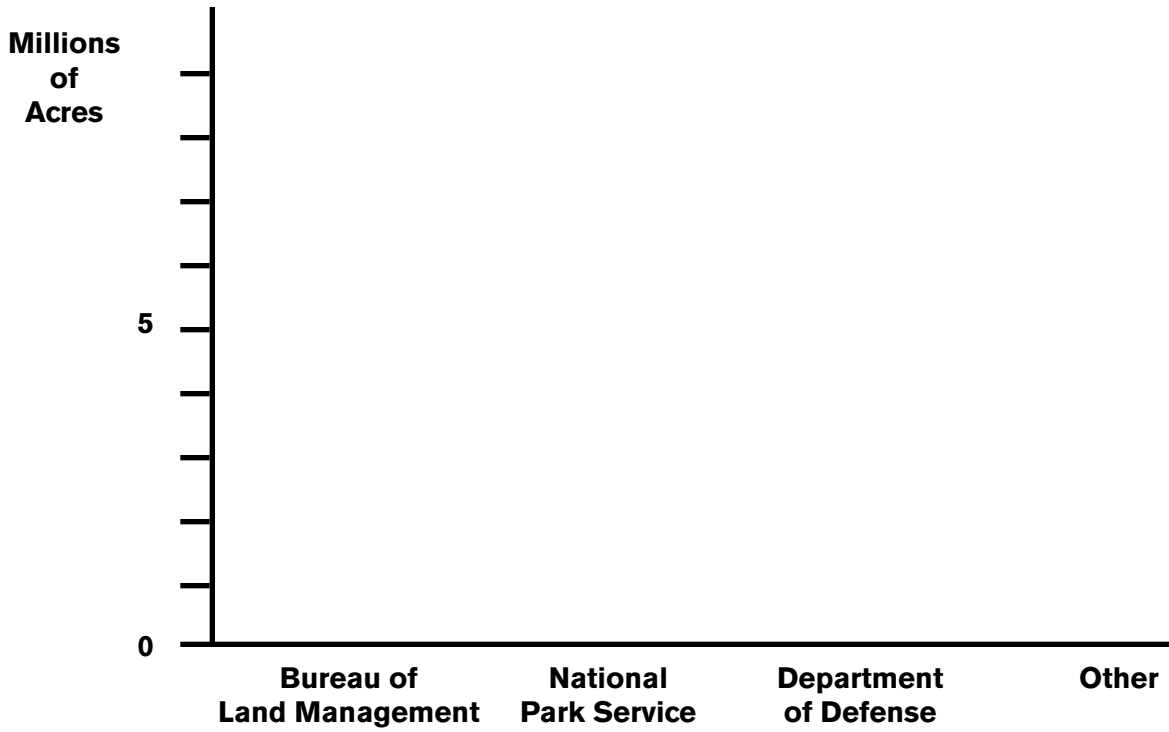 Millions
of
Acres
5
0
Bureau of
Land Management
National
Park Service
Department
of Defense
Other